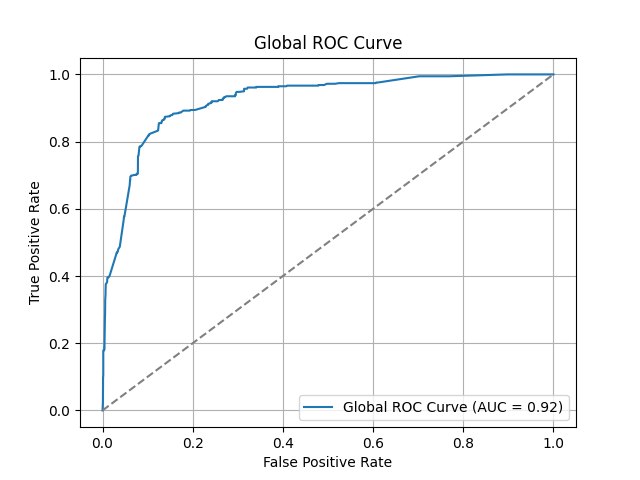 Global ROC Curve
True Positive Rate
1.0
0.8
0.6
0.4
0.2
0.0
Global ROC Curve (AUC = 0.92)
0.0 0.2 0.4 0.6 0.8 1.0
False Positive Rate